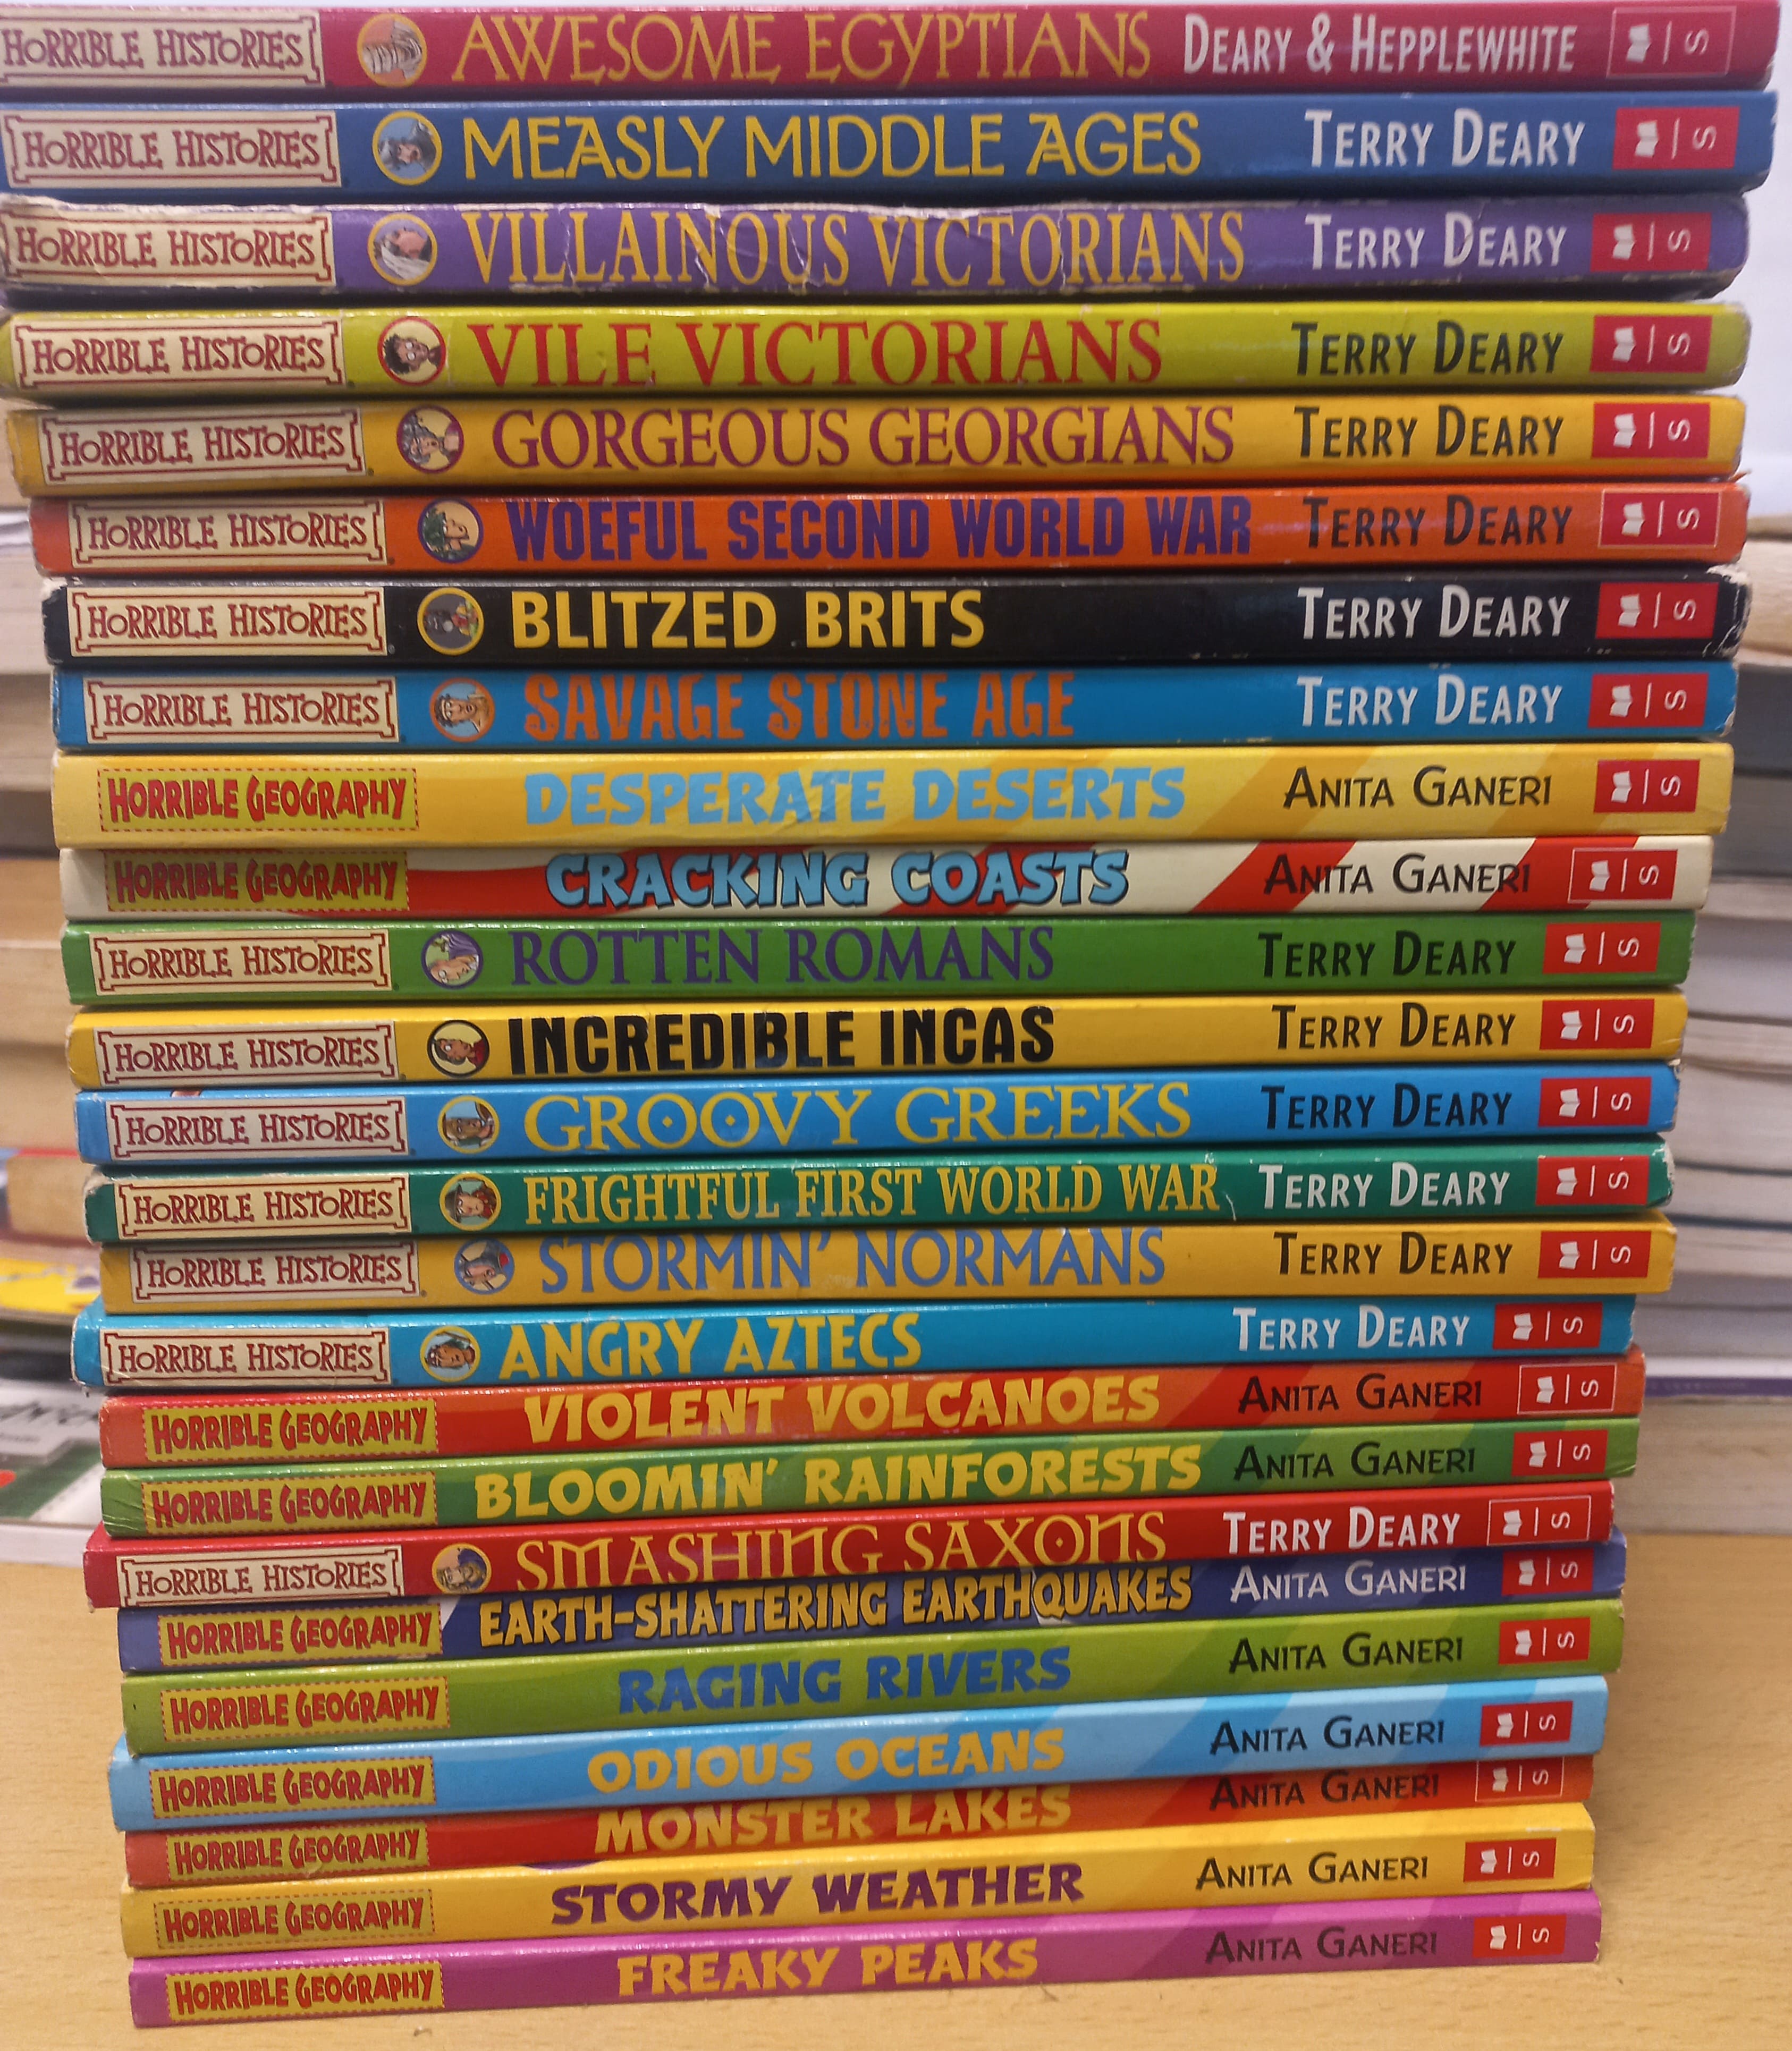 HORRIBLE HISTORIES AWESOME EGYPTIANS DEARY & HEPPLEWHITE S
HORRIBLE HISTORIES MEASLY MIDDLE AGES TERRY DEARY S
HORRIBLE HISTORIES VILLAINOUS VICTORIANS TERRY DEARY S
HORRIBLE HISTORIES VILE VICTORIANS TERRY DEARY S
HORRIBLE HISTORIES GORGEOUS GEORGIANS TERRY DEARY S
HORRIBLE HISTORIES WOEFUL SECOND WORLD WAR TERRY DEARY S
HORRIBLE HISTORIES BLITZED BRITS TERRY DEARY S
HORRIBLE HISTORIES SAVAGE STONE AGE TERRY DEARY S
HORRIBLE GEOGRAPHY DESPERATE DESERTS ANITA GANERI S
HORRIBLE GEOGRAPHY CRACKING COASTS ANITA GANERI S
HORRIBLE HISTORIES ROTTEN ROMANS TERRY DEARY S
HORRIBLE HISTORIES INCREDIBLE INCAS TERRY DEARY S
HORRIBLE HISTORIES GROOVY GREEKS TERRY DEARY S
HORRIBLE HISTORIES FRIGHTFUL FIRST WORLD WAR TERRY DEARY S
HORRIBLE HISTORIES STORMIN' NORMANS TERRY DEARY S
HORRIBLE HISTORIES ANGRY AZTECS TERRY DEARY S
HORRIBLE GEOGRAPHY VIOLENT VOLCANOES ANITA GANERI S
HORRIBLE GEOGRAPHY BLOOMIN' RAINFORESTS ANITA GANERI S
HORRIBLE HISTORIES SMASHING SAXONS TERRY DEARY S
HORRIBLE GEOGRAPHY EARTH-SHATTERING EARTHQUAKES ANITA GANERI S
HORRIBLE GEOGRAPHY RAGING RIVERS ANITA GANERI S
HORRIBLE GEOGRAPHY ODIOUS OCEANS ANITA GANERI S
HORRIBLE GEOGRAPHY MONSTER LAKES ANITA GANERI S
HORRIBLE GEOGRAPHY STORMY WEATHER ANITA GANERI S
HORRIBLE GEOGRAPHY FREAKY PEAKS ANITA GANERI S